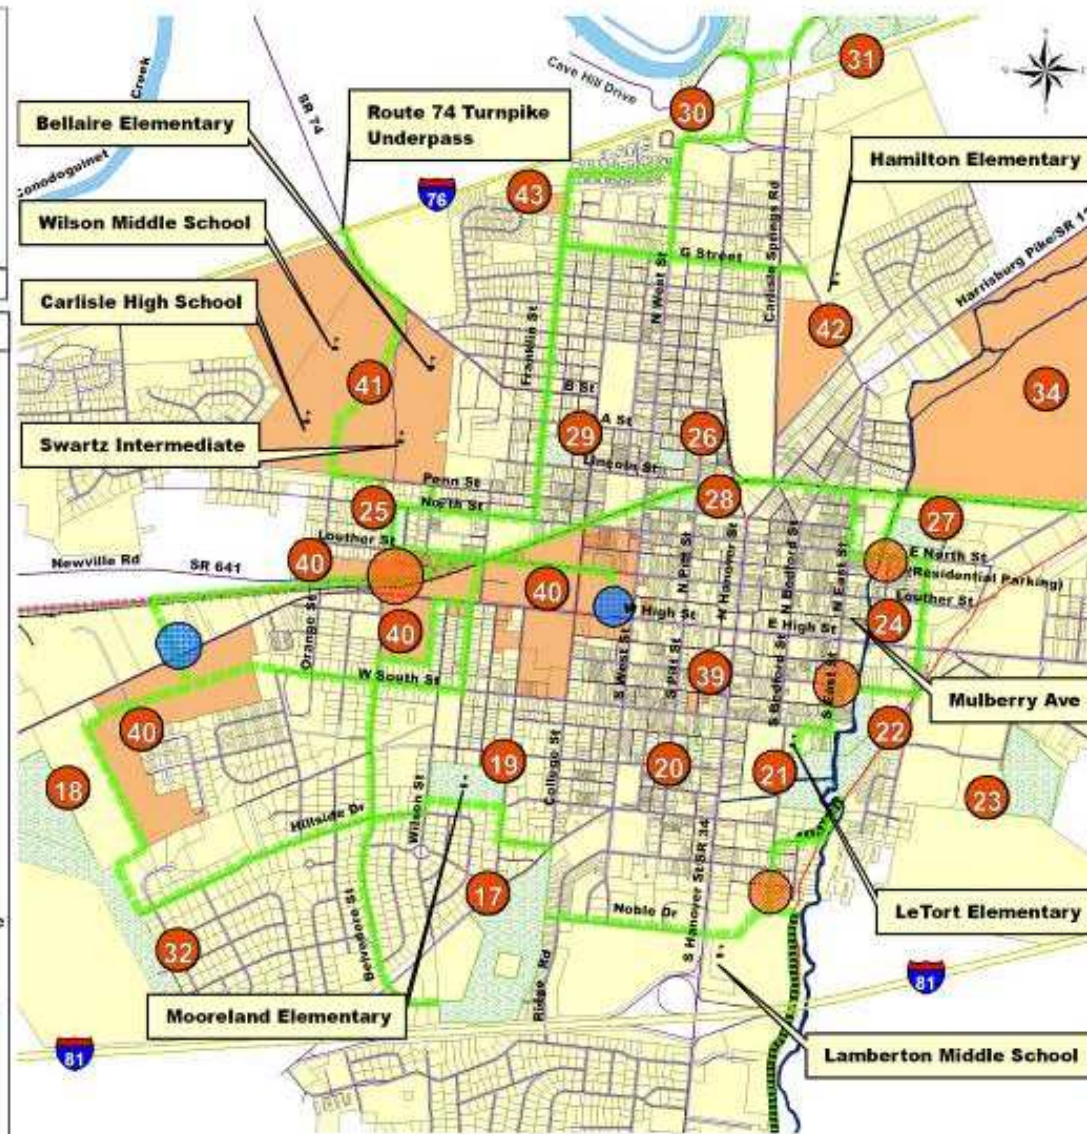 Creek
SR 74
Cave Hill Drive
31
Bellaire Elementary
Route 74 Turnpike
Underpass
30
Hamilton Elementary
Conodoguinet
76
43
Wilson Middle School
Carlisle Springs Rd
N West St
G Street
Harrisburg Pike/SR
Carlisle High School
42
Franklin St
41
34
B St
29
A St
26
Swartz Intermediate
Lincoln St
Penn St
28
North St
25
27
Louther St
E North St
(Residential Parking)
Newville Rd
SR 641
40
40
N Pitt St
N Hanover St
N Bedford St
N East St
Louther St
W High St
E High St
24
Orange St
40
W South St
S West St
S Pitt St
39
S Bedford St
S East St
Mulberry Ave
40
22
18
19
College St
20
21
23
Hillside Dr
Wilson St
S Hanover St/SR 34
17
Belvedere St
Noble Dr
LeTort Elementary
32
Ridge Rd
81
Mooreland Elementary
81
Lamberton Middle School